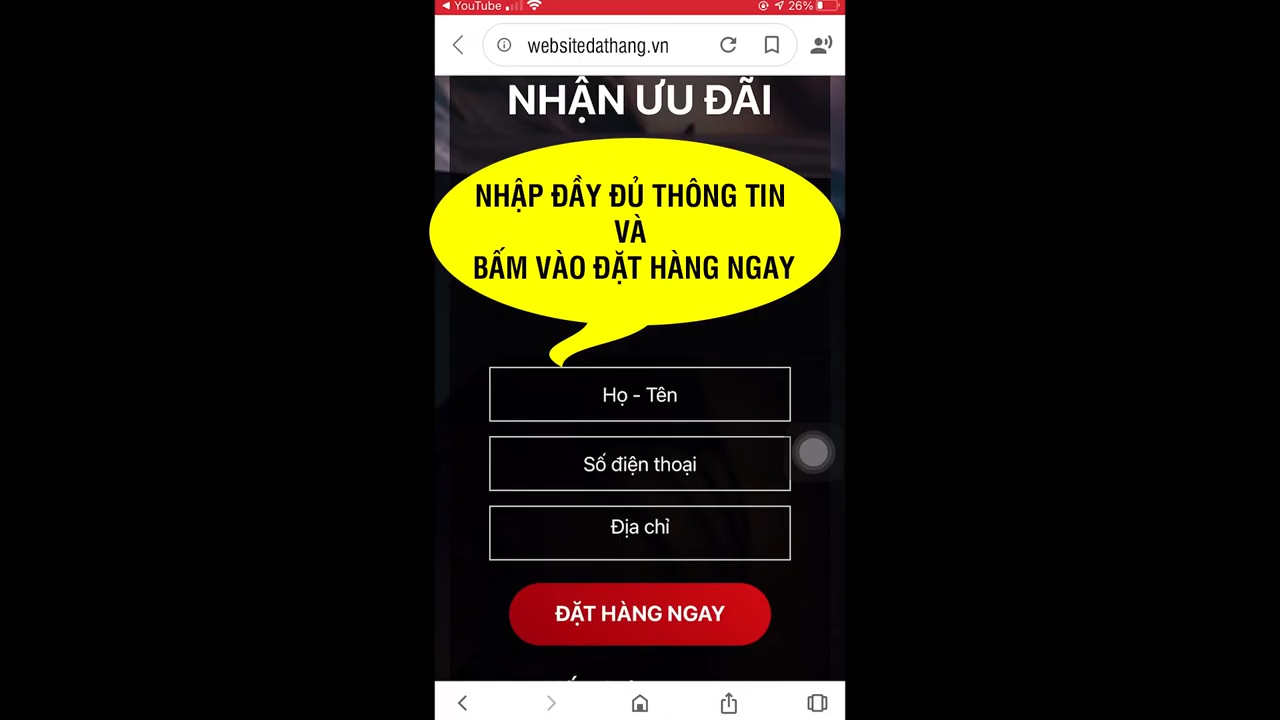 YouTube 26%
websitedathang.vn
NHẬN ƯU ĐÃI
NHẬP ĐẦY ĐỦ THÔNG TIN
VÀ
BẤM VÀO ĐẶT HÀNG NGAY
Họ - Tên
Số điện thoại
Địa chỉ
ĐẶT HÀNG NGAY